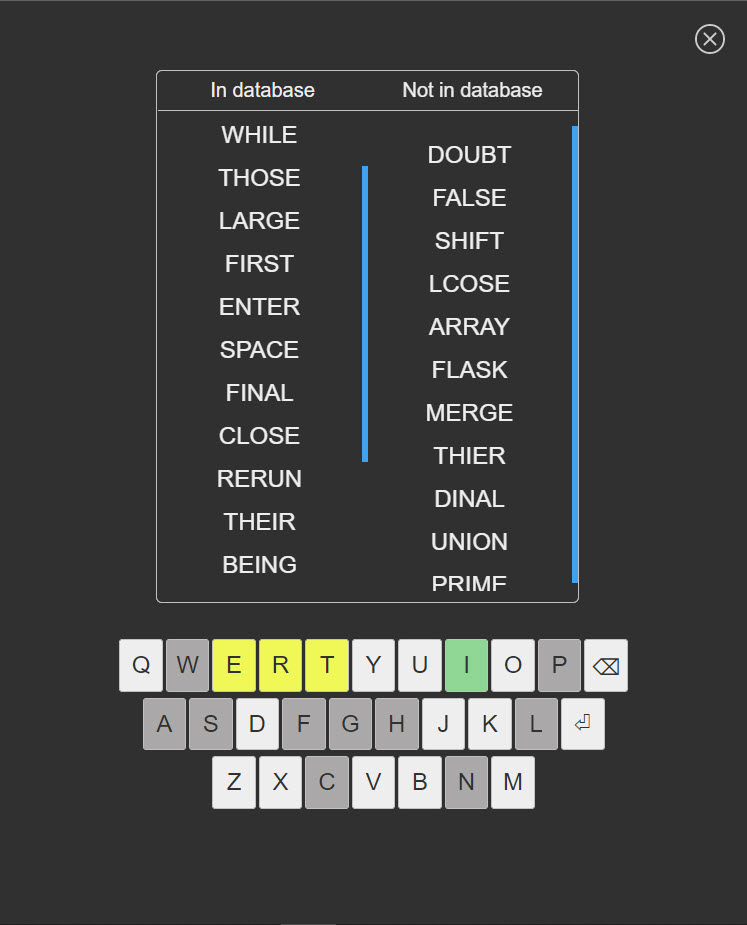 In database Not in database
WHILE
DOUBT
THOSE
FALSE
LARGE
SHIFT
FIRST
LCOSE
ENTER
ARRAY
SPACE
FLASK
FINAL
MERGE
CLOSE
THIER
RERUN
DINAL
THEIR
UNION
BEING
PRIME
Q W E R T Y U I O P ⌫
A S D F G H J K L ⏎
Z X C V B N M